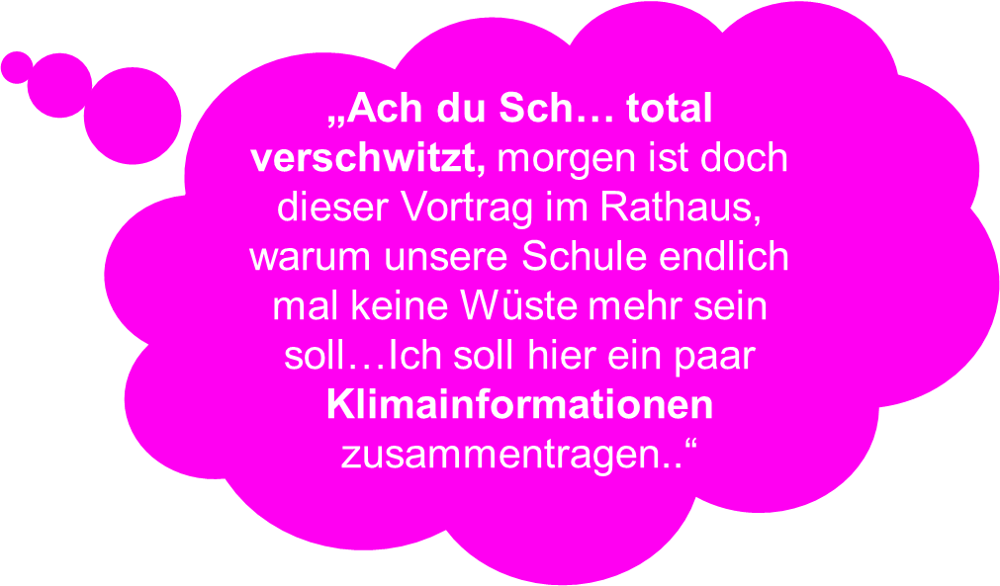 „Ach du Sch… total
verschwitzt, morgen ist doch
dieser Vortrag im Rathaus,
warum unsere Schule endlich
mal keine Wüste mehr sein
soll…Ich soll hier ein paar
Klimainformationen
zusammentragen..“